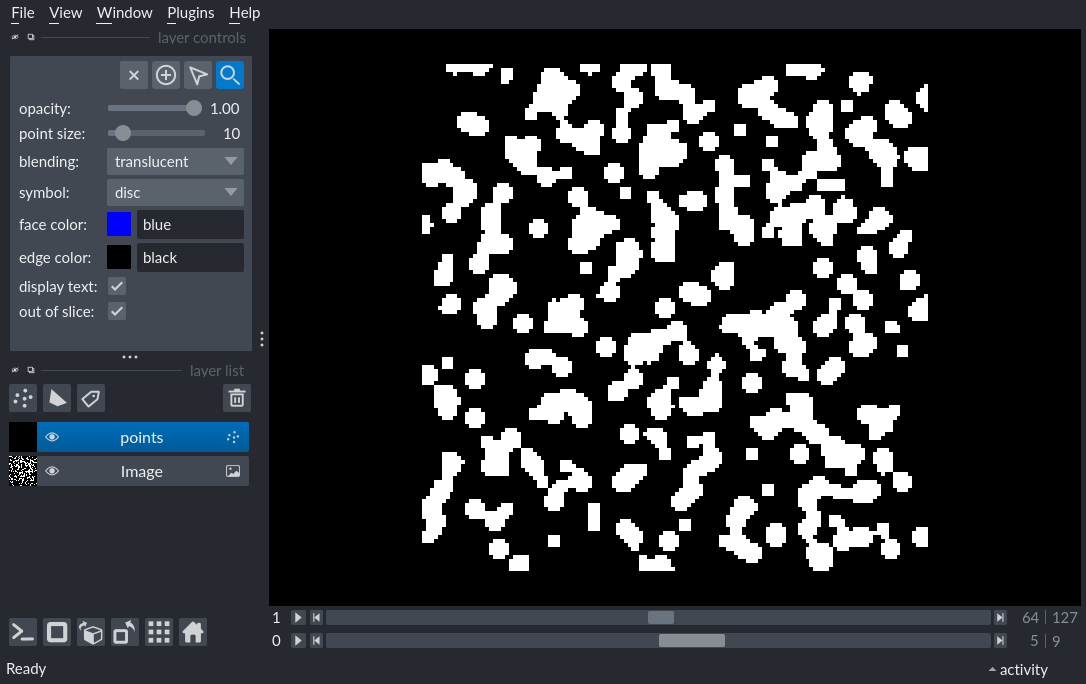 File View Window Plugins Help
layer controls
opacity: 1.00
point size: 10
blending: translucent
symbol: disc
face color: blue
edge color: black
display text:
out of slice:
layer list
points
Image
1 64 127
0 5 9
Ready activity